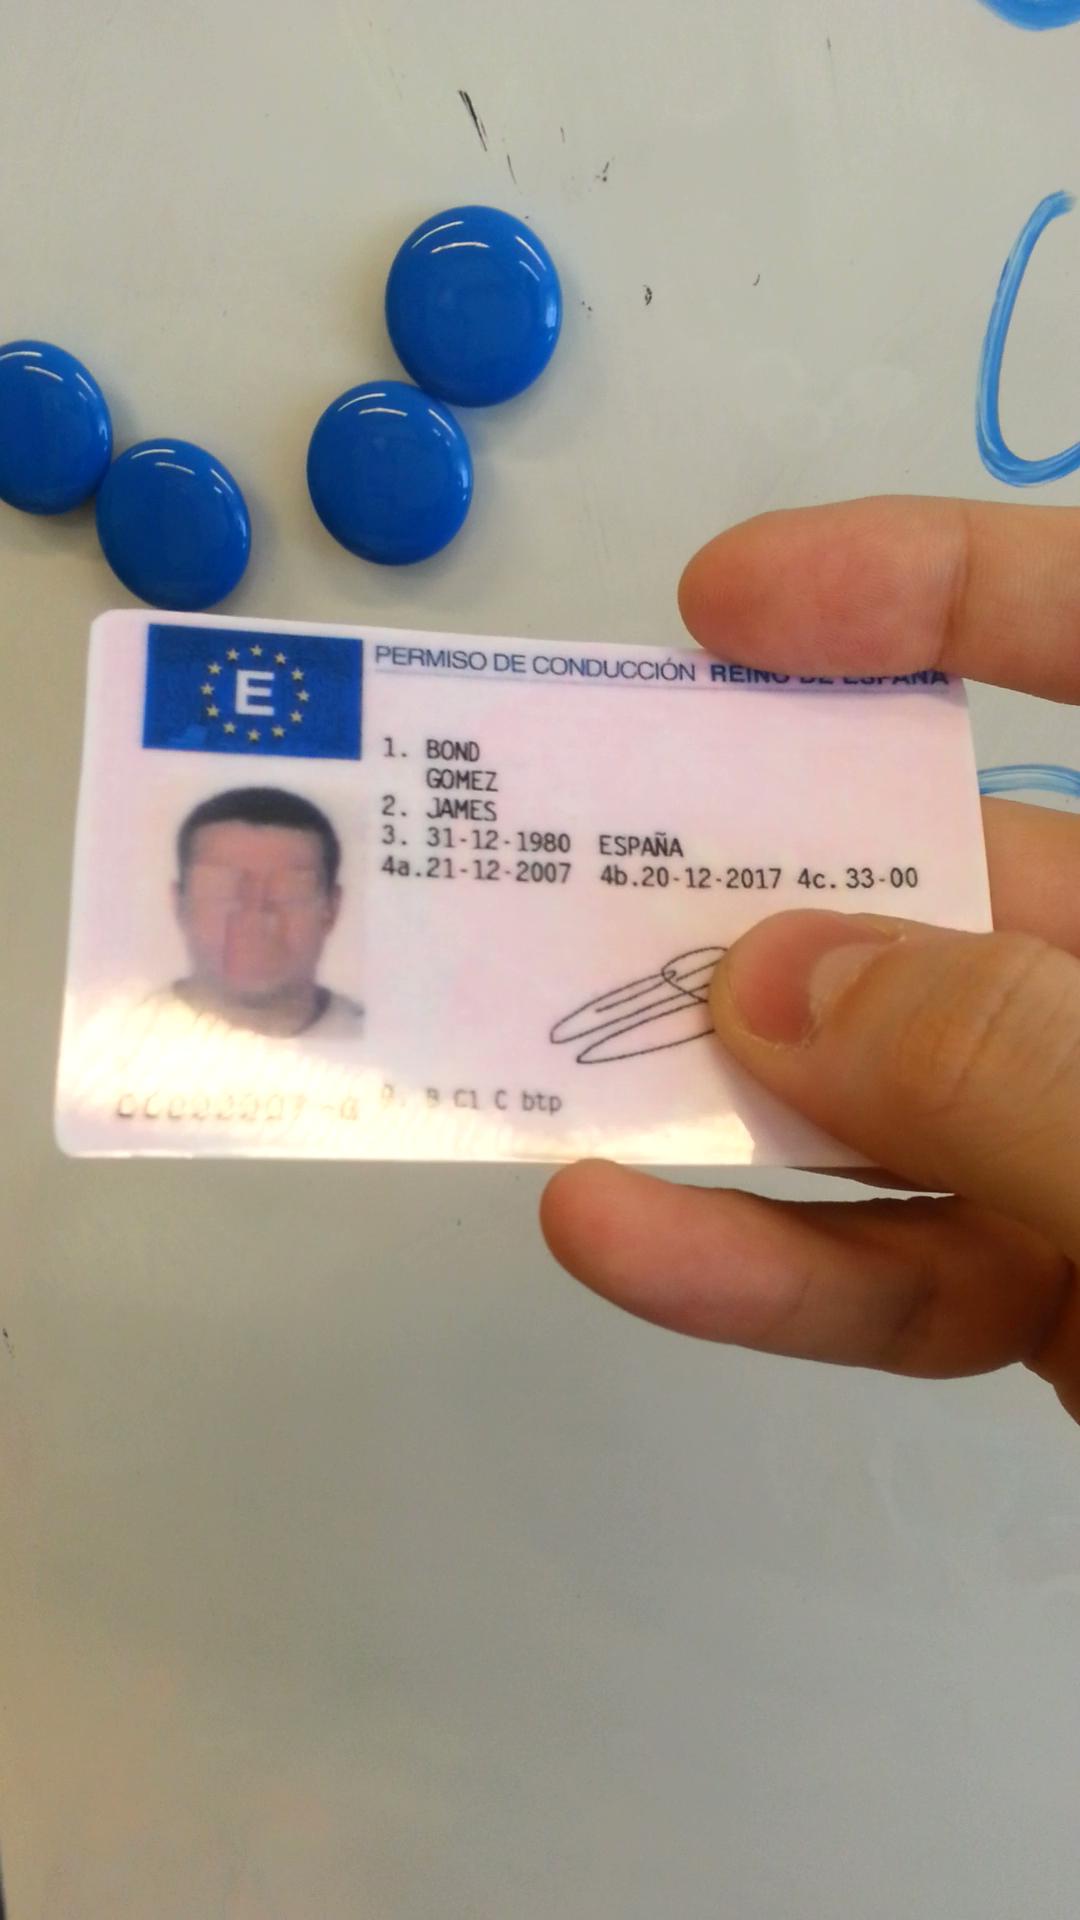 E
PERMISO DE CONDUCCIÓN REINO DE ESPAÑA
1. BOND
GOMEZ
2. JAMES
3. 31-12-1980 ESPAÑA
4a.21-12-2007 4b.20-12-2017 4c. 33-00
9. B C1 C btp